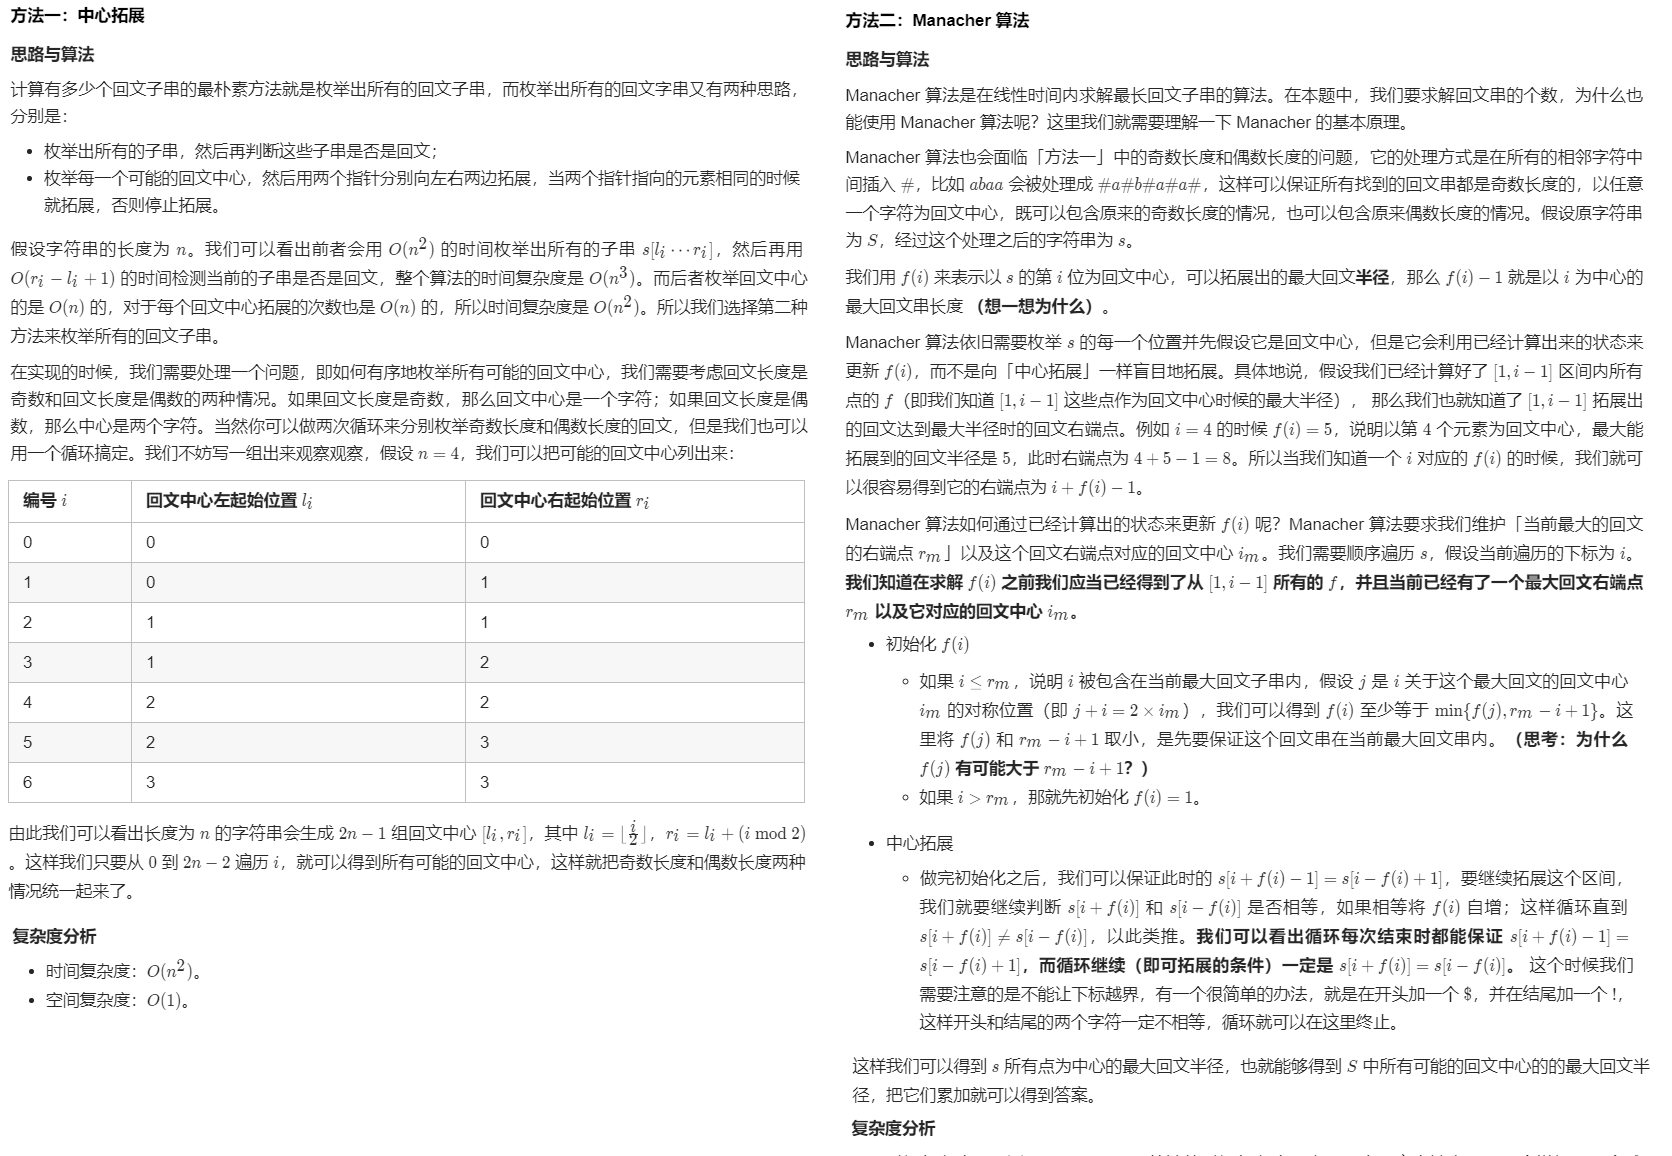 方法一：中心拓展
思路与算法
计算有多少个回文子串的最朴素方法就是枚举出所有的回文子串，而枚举出所有的回文字串又有两种思路，
分别是：
• 枚举出所有的子串，然后再判断这些子串是否是回文；
• 枚举每一个可能的回文中心，然后用两个指针分别向左右两边拓展，当两个指针指向的元素相同的时候
就拓展，否则停止拓展。
假设字符串的长度为 n。我们可以看出前者会用 O(n²) 的时间枚举出所有的子串 s[lᵢ⋯rᵢ]，然后再用
O(rᵢ − lᵢ + 1) 的时间检测当前的子串是否是回文，整个算法的时间复杂度是 O(n³)。而后者枚举回文中心
的是 O(n) 的，对于每个回文中心拓展的次数也是 O(n) 的，所以时间复杂度是 O(n²)。所以我们选择第二种
方法来枚举所有的回文子串。
在实现的时候，我们需要处理一个问题，即如何有序地枚举所有可能的回文中心，我们需要考虑回文长度是
奇数和回文长度是偶数的两种情况。如果回文长度是奇数，那么回文中心是一个字符；如果回文长度是偶
数，那么中心是两个字符。当然你可以做两次循环来分别枚举奇数长度和偶数长度的回文，但是我们也可以
用一个循环搞定。我们不妨写一组出来观察观察，假设 n = 4，我们可以把可能的回文中心列出来：
编号 i 回文中心左起始位置 lᵢ 回文中心右起始位置 rᵢ
0 0 0
1 0 1
2 1 1
3 1 2
4 2 2
5 2 3
6 3 3
由此我们可以看出长度为 n 的字符串会生成 2n − 1 组回文中心 [lᵢ, rᵢ]，其中 lᵢ = ⌊i/2⌋，rᵢ = lᵢ + (i mod 2)
。这样我们只要从 0 到 2n − 2 遍历 i，就可以得到所有可能的回文中心，这样就把奇数长度和偶数长度两种
情况统一起来了。
复杂度分析
• 时间复杂度：O(n²)。
• 空间复杂度：O(1)。
方法二：Manacher 算法
思路与算法
Manacher 算法是在线性时间内求解最长回文子串的算法。在本题中，我们要求解回文串的个数，为什么也
能使用 Manacher 算法呢？这里我们就需要理解一下 Manacher 的基本原理。
Manacher 算法也会面临「方法一」中的奇数长度和偶数长度的问题，它的处理方式是在所有的相邻字符中
间插入 #，比如 abaa 会被处理成 #a#b#a#a#，这样可以保证所有找到的回文串都是奇数长度的，以任意
一个字符为回文中心，既可以包含原来的奇数长度的情况，也可以包含原来偶数长度的情况。假设原字符串
为 S，经过这个处理之后的字符串为 s。
我们用 f(i) 来表示以 s 的第 i 位为回文中心，可以拓展出的最大回文半径，那么 f(i) − 1 就是以 i 为中心的
最大回文串长度 （想一想为什么）。
Manacher 算法依旧需要枚举 s 的每一个位置并先假设它是回文中心，但是它会利用已经计算出来的状态来
更新 f(i)，而不是向「中心拓展」一样盲目地拓展。具体地说，假设我们已经计算好了 [1, i − 1] 区间内所有
点的 f（即我们知道 [1, i − 1] 这些点作为回文中心时候的最大半径）， 那么我们也就知道了 [1, i − 1] 拓展出
的回文达到最大半径时的回文右端点。例如 i = 4 的时候 f(i) = 5，说明以第 4 个元素为回文中心，最大能
拓展到的回文半径是 5，此时右端点为 4 + 5 − 1 = 8。所以当我们知道一个 i 对应的 f(i) 的时候，我们就可
以很容易得到它的右端点为 i + f(i) − 1。
Manacher 算法如何通过已经计算出的状态来更新 f(i) 呢？Manacher 算法要求我们维护「当前最大的回文
的右端点 rₘ」以及这个回文右端点对应的回文中心 iₘ。我们需要顺序遍历 s，假设当前遍历的下标为 i。
我们知道在求解 f(i) 之前我们应当已经得到了从 [1, i − 1] 所有的 f，并且当前已经有了一个最大回文右端点
rₘ 以及它对应的回文中心 iₘ。
• 初始化 f(i)
◦ 如果 i ≤ rₘ，说明 i 被包含在当前最大回文子串内，假设 j 是 i 关于这个最大回文的回文中心
iₘ 的对称位置（即 j + i = 2 × iₘ），我们可以得到 f(i) 至少等于 min{f(j), rₘ − i + 1}。这
里将 f(j) 和 rₘ − i + 1 取小，是先要保证这个回文串在当前最大回文串内。（思考：为什么
f(j) 有可能大于 rₘ − i + 1？）
◦ 如果 i > rₘ，那就先初始化 f(i) = 1。
• 中心拓展
◦ 做完初始化之后，我们可以保证此时的 s[i + f(i) − 1] = s[i − f(i) + 1]，要继续拓展这个区间，
我们就要继续判断 s[i + f(i)] 和 s[i − f(i)] 是否相等，如果相等将 f(i) 自增；这样循环直到
s[i + f(i)] ≠ s[i − f(i)]，以此类推。我们可以看出循环每次结束时都能保证 s[i + f(i) − 1] =
s[i − f(i) + 1]，而循环继续（即可拓展的条件）一定是 s[i + f(i)] = s[i − f(i)]。 这个时候我们
需要注意的是不能让下标越界，有一个很简单的办法，就是在开头加一个 $，并在结尾加一个 !，
这样开头和结尾的两个字符一定不相等，循环就可以在这里终止。
这样我们可以得到 s 所有点为中心的最大回文半径，也就能够得到 S 中所有可能的回文中心的的最大回文半
径，把它们累加就可以得到答案。
复杂度分析